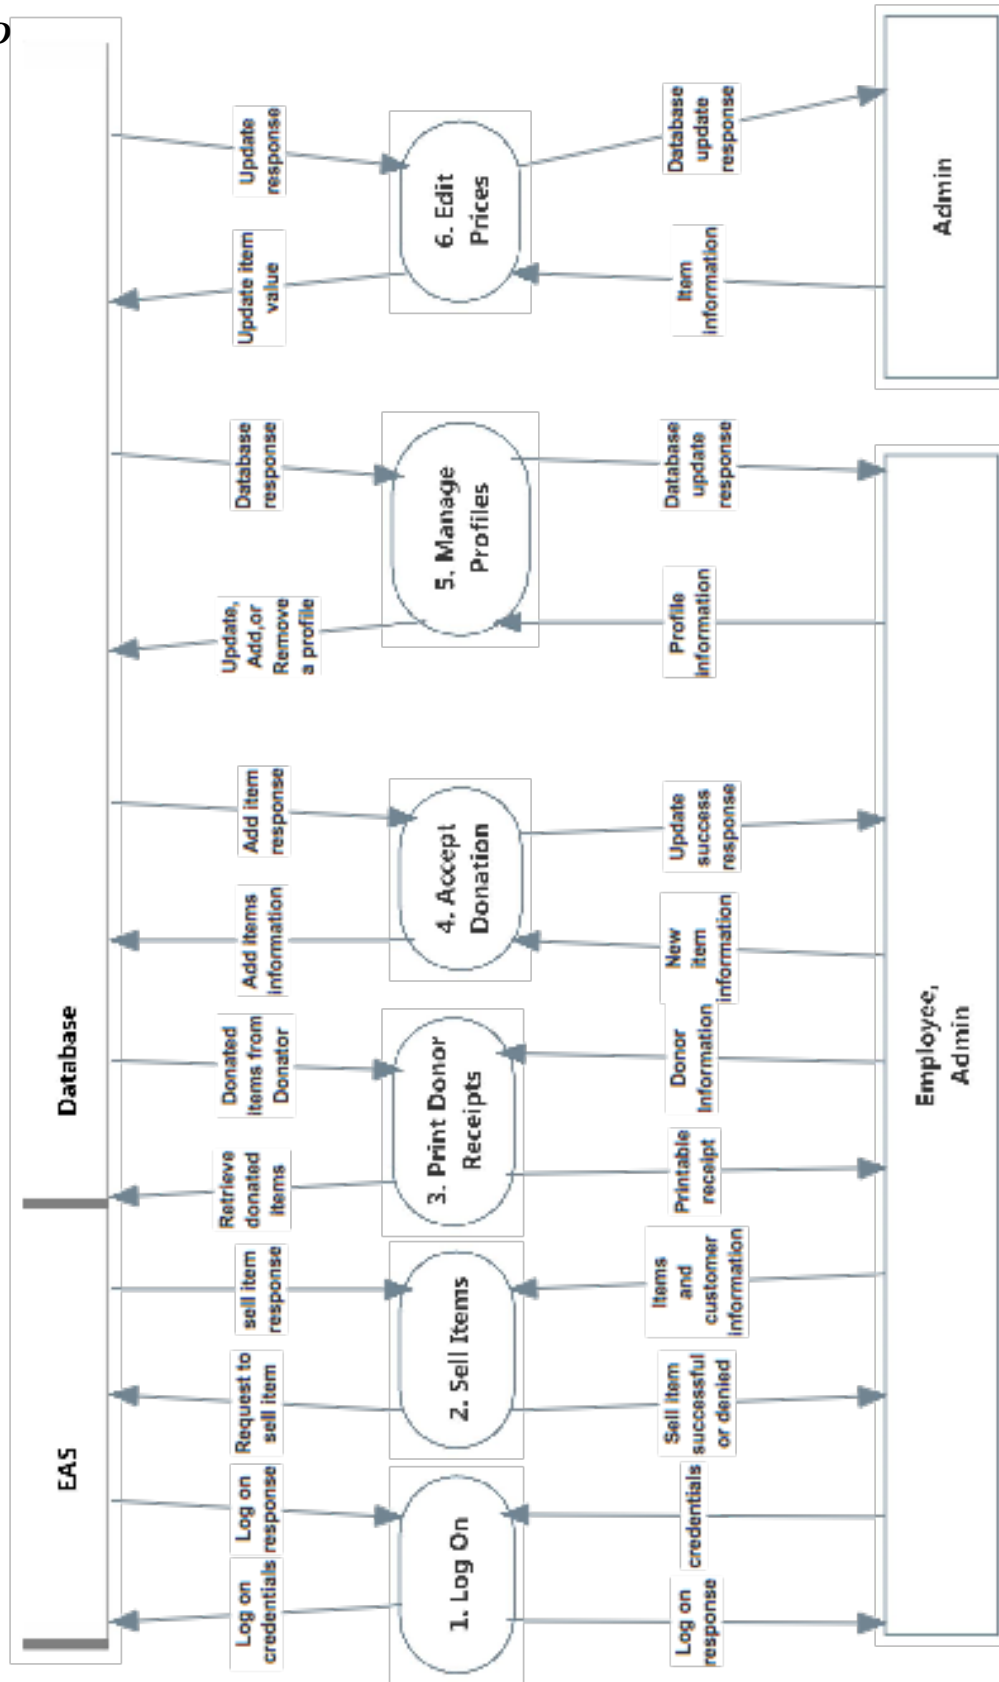 EAS
Database
Log on
credentials
Log on
response
Request to
sell item
sell item
response
Retrieve
donated
items
Donated
items from
Donator
Add items
information
Add item
response
Update,
Add,or
Remove
a profile
Database
response
Update item
value
Update
response
1. Log On
2. Sell Items
3. Print Donor
Receipts
4. Accept
Donation
5. Manage
Profiles
6. Edit
Prices
Log on
response
credentials
Sell item
successful
or denied
Items
and
customer
information
Printable
receipt
Donor
Information
New
item
information
Update
success
response
Profile
information
Database
update
response
Item
information
Database
update
response
Employee,
Admin
Admin